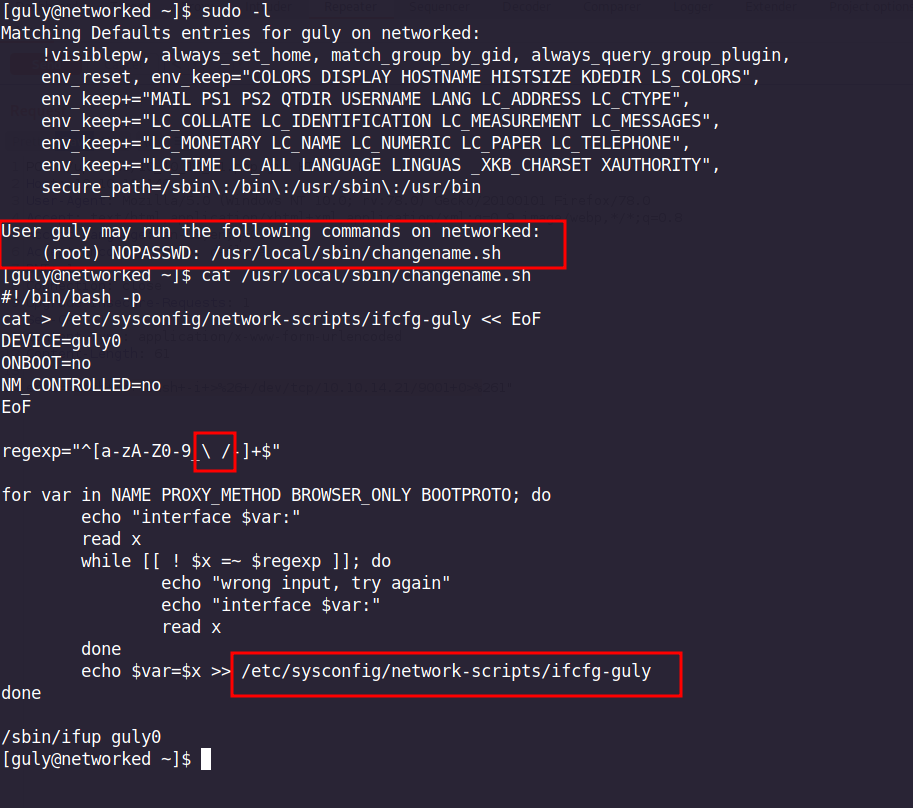 [guly@networked ~]$ sudo -l
Matching Defaults entries for guly on networked:
    !visiblepw, always_set_home, match_group_by_gid, always_query_group_plugin,
    env_reset, env_keep="COLORS DISPLAY HOSTNAME HISTSIZE KDEDIR LS_COLORS",
    env_keep+="MAIL PS1 PS2 QTDIR USERNAME LANG LC_ADDRESS LC_CTYPE",
    env_keep+="LC_COLLATE LC_IDENTIFICATION LC_MEASUREMENT LC_MESSAGES",
    env_keep+="LC_MONETARY LC_NAME LC_NUMERIC LC_PAPER LC_TELEPHONE",
    env_keep+="LC_TIME LC_ALL LANGUAGE LINGUAS _XKB_CHARSET XAUTHORITY",
    secure_path=/sbin\:/bin\:/usr/sbin\:/usr/bin

User guly may run the following commands on networked:
    (root) NOPASSWD: /usr/local/sbin/changename.sh
[guly@networked ~]$ cat /usr/local/sbin/changename.sh
#!/bin/bash -p
cat > /etc/sysconfig/network-scripts/ifcfg-guly << EoF
DEVICE=guly0
ONBOOT=no
NM_CONTROLLED=no
EoF

regexp="^[a-zA-Z0-9_\ /-]+$"

for var in NAME PROXY_METHOD BROWSER_ONLY BOOTPROTO; do
        echo "interface $var:"
        read x
        while [[ ! $x =~ $regexp ]]; do
                echo "wrong input, try again"
                echo "interface $var:"
                read x
        done
        echo $var=$x >> /etc/sysconfig/network-scripts/ifcfg-guly
done

/sbin/ifup guly0
[guly@networked ~]$